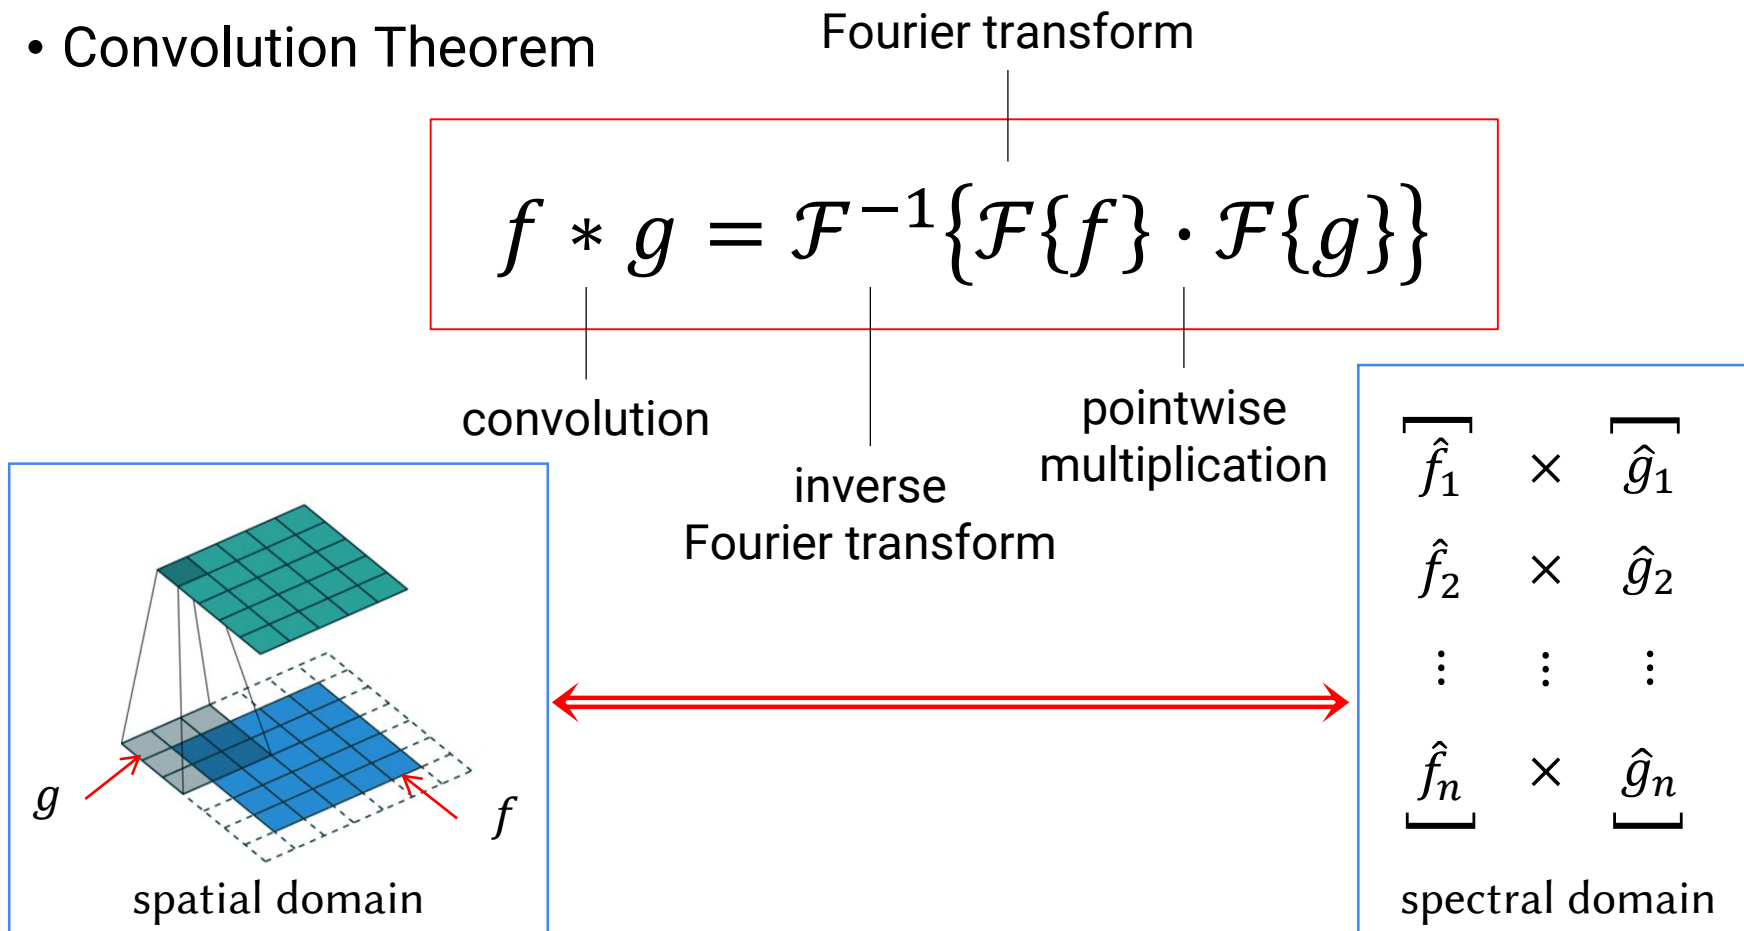 • Convolution Theorem
Fourier transform
f ∗ g = ℱ⁻¹{ℱ{f} · ℱ{g}}
convolution
inverse
Fourier transform
pointwise
multiplication
g
f
spatial domain
f̂₁ × ĝ₁
f̂₂ × ĝ₂
⋮ ⋮ ⋮
f̂ₙ × ĝₙ
spectral domain